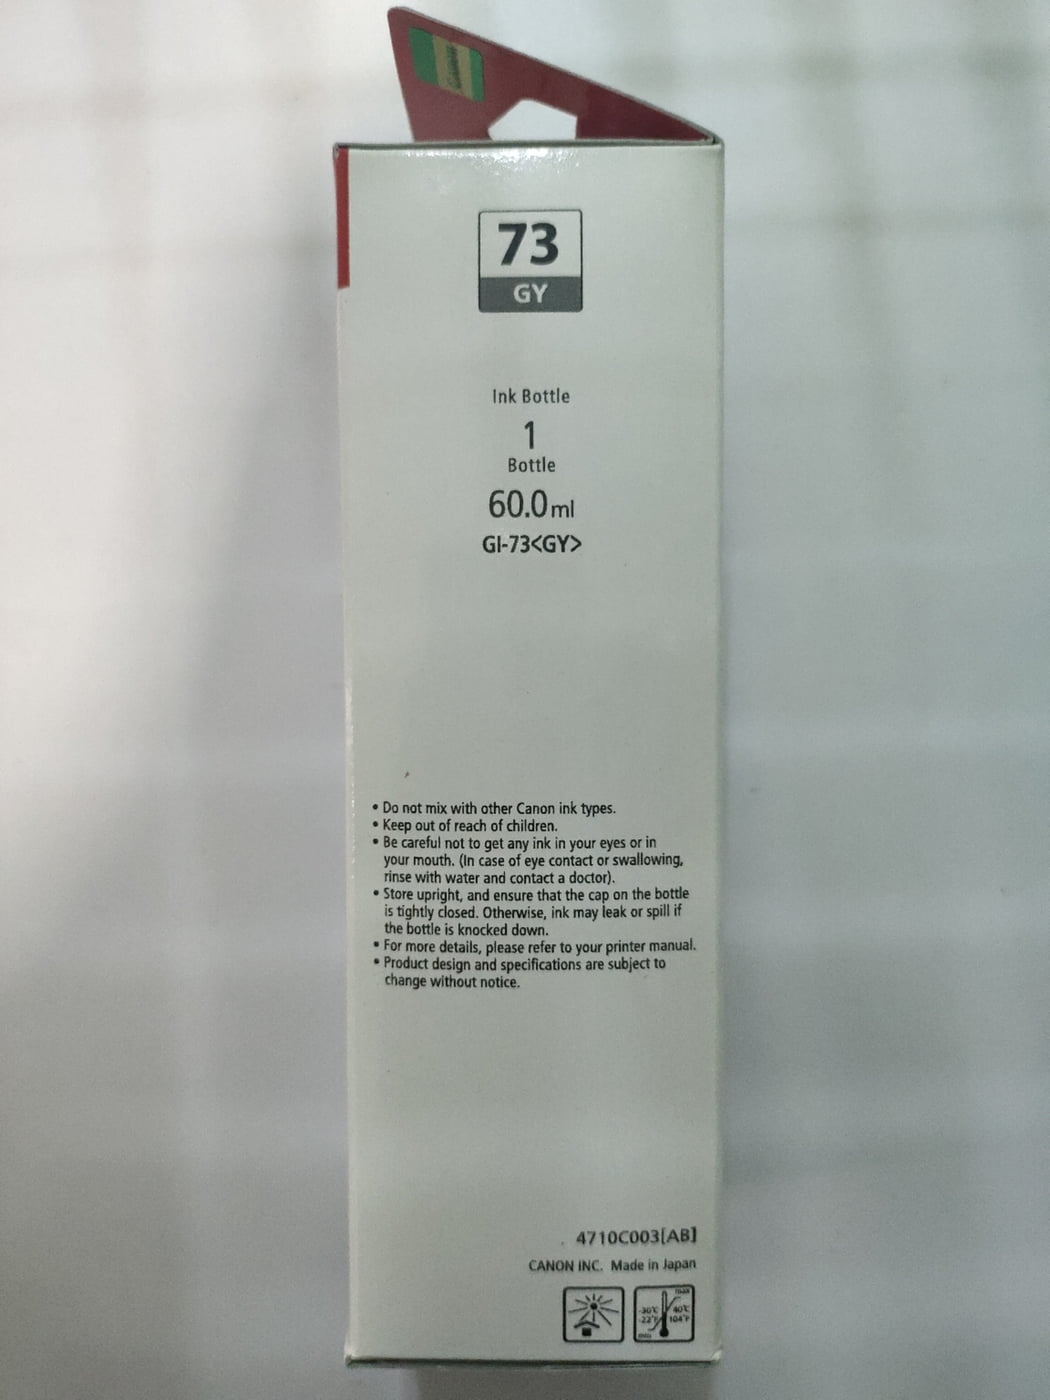 Canon
73
GY
Ink Bottle
1
Bottle
60.0ml
GI-73<GY>
• Do not mix with other Canon ink types.
• Keep out of reach of children.
• Be careful not to get any ink in your eyes or in
your mouth. (In case of eye contact or swallowing,
rinse with water and contact a doctor).
• Store upright, and ensure that the cap on the bottle
is tightly closed. Otherwise, ink may leak or spill if
the bottle is knocked down.
• For more details, please refer to your printer manual.
• Product design and specifications are subject to
change without notice.
4710C003[AB]
CANON INC. Made in Japan
-30℃ 40℃
-22°F 104°F